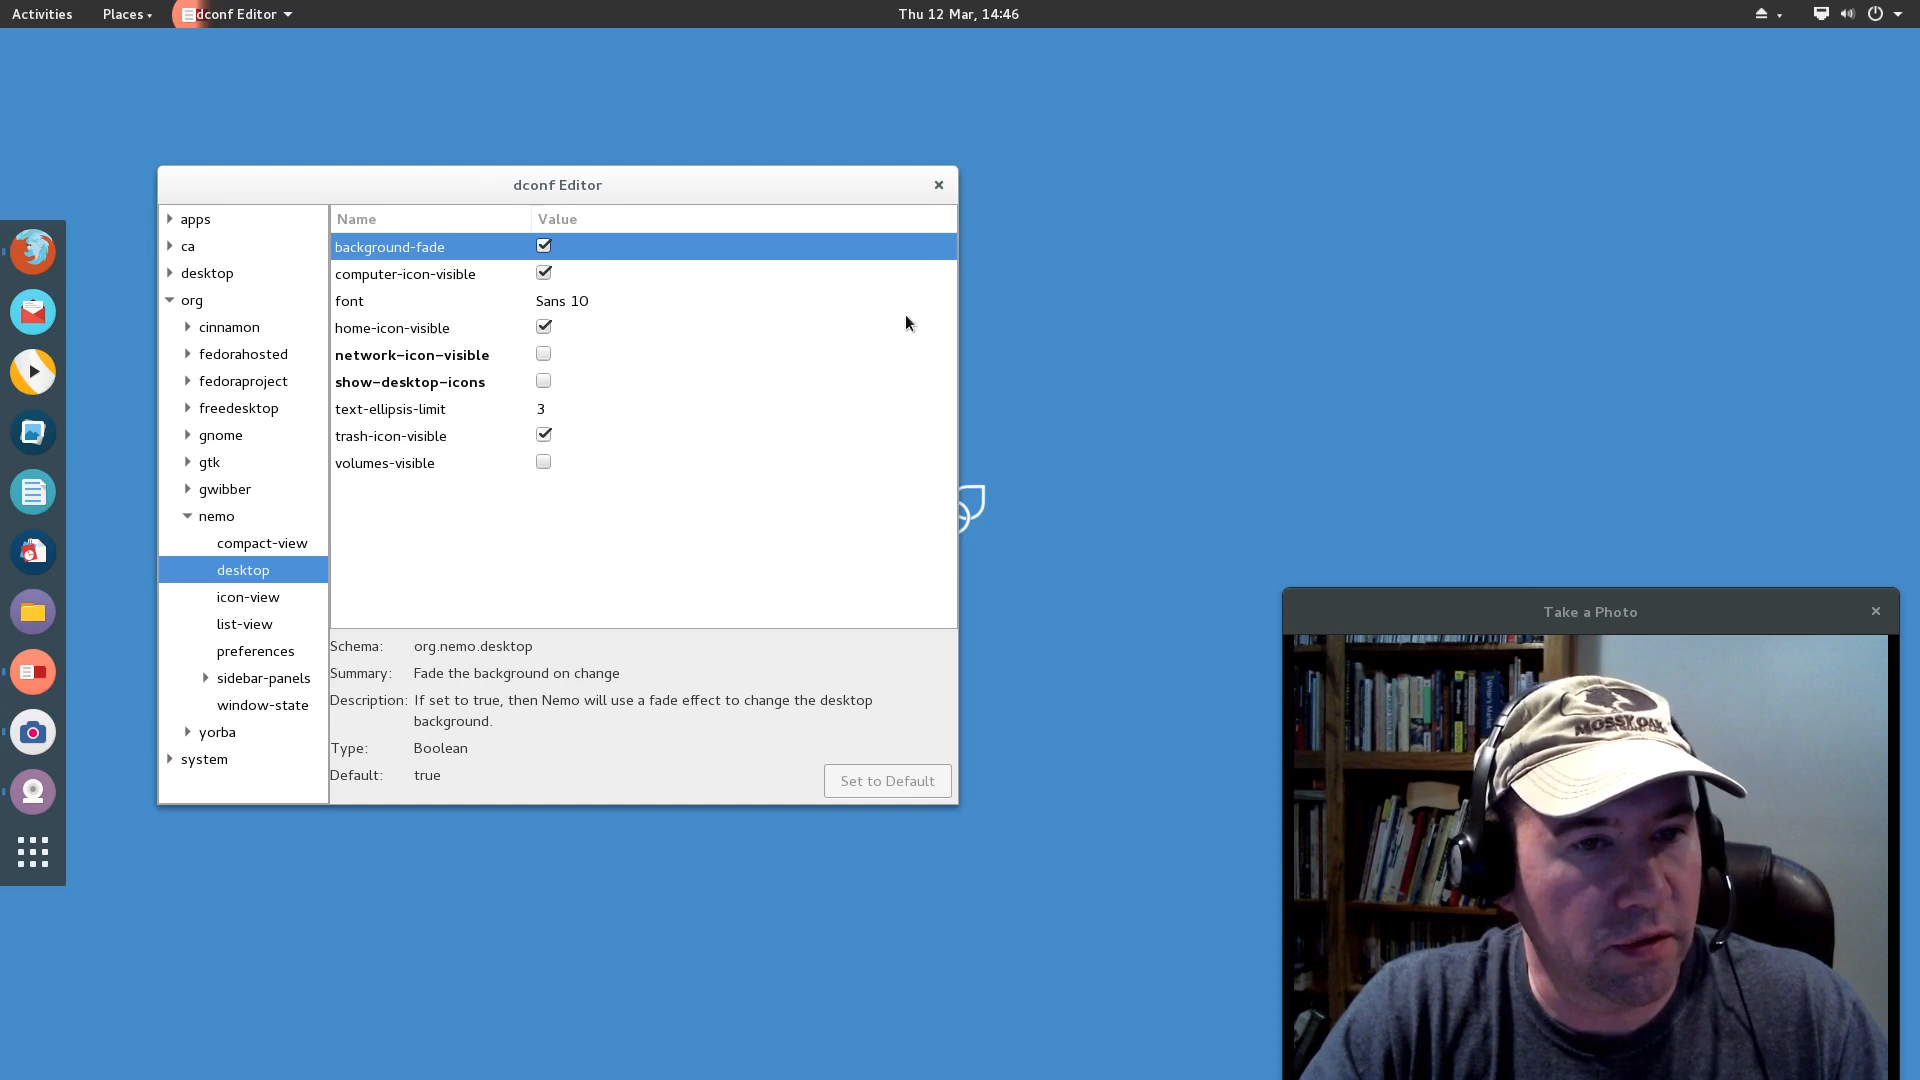 Activities
Places
dconf Editor
Thu 12 Mar, 14:46
dconf Editor
Name
Value
apps
ca
desktop
org
cinnamon
fedorahosted
fedoraproject
freedesktop
gnome
gtk
gwibber
nemo
compact-view
desktop
icon-view
list-view
preferences
sidebar-panels
window-state
yorba
system
background-fade
computer-icon-visible
font Sans 10
home-icon-visible
network-icon-visible
show-desktop-icons
text-ellipsis-limit 3
trash-icon-visible
volumes-visible
Schema: org.nemo.desktop
Summary: Fade the background on change
Description: If set to true, then Nemo will use a fade effect to change the desktop
background.
Type: Boolean
Default: true
Set to Default
Take a Photo
MOSSY OAK